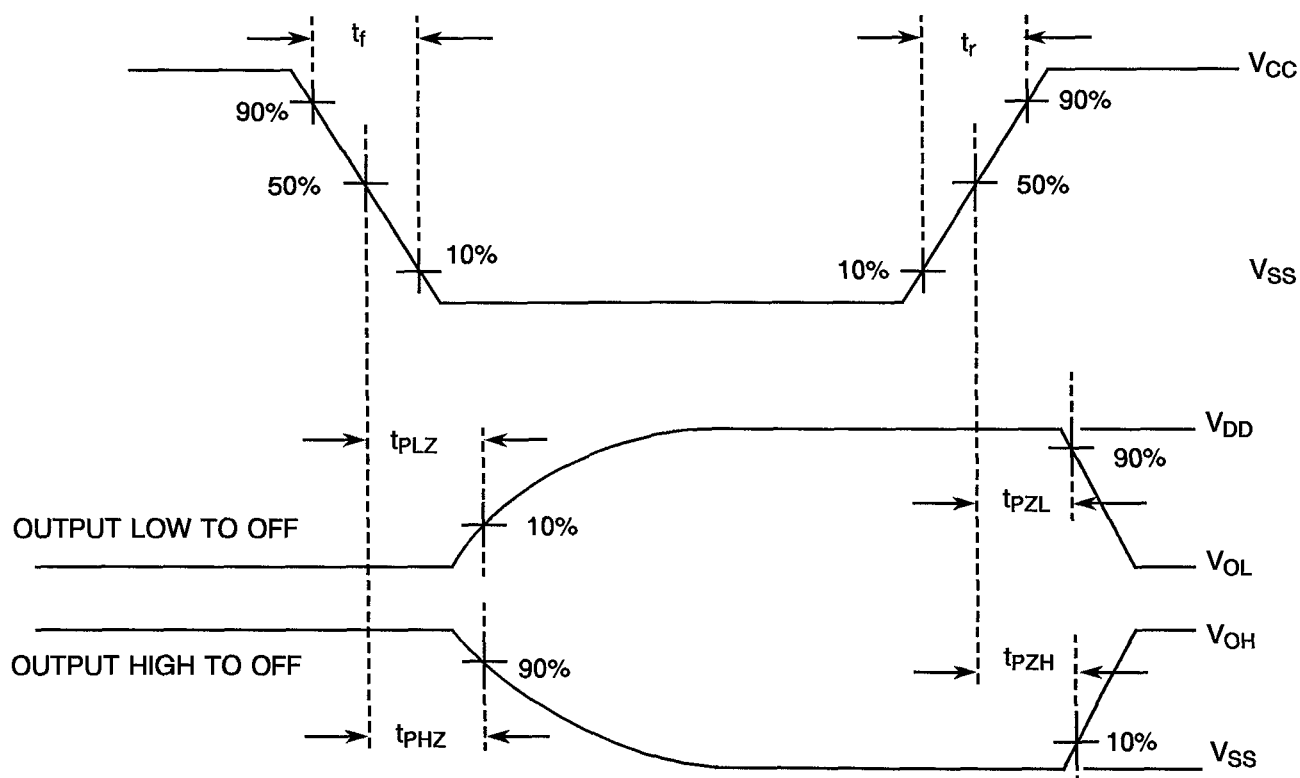 tf
tr
VCC
90%
90%
50%
50%
10%
10%
VSS
tPLZ
VDD
90%
tPZL
OUTPUT LOW TO OFF
10%
VOL
VOH
OUTPUT HIGH TO OFF
90%
tPZH
tPHZ
10%
VSS